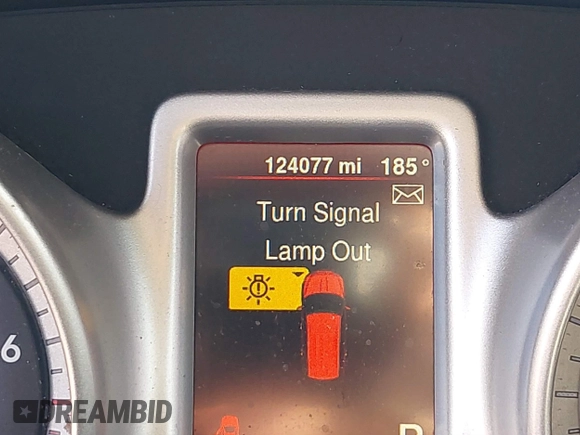 124077 mi 185°
Turn Signal
Lamp Out
6
DREAMBID